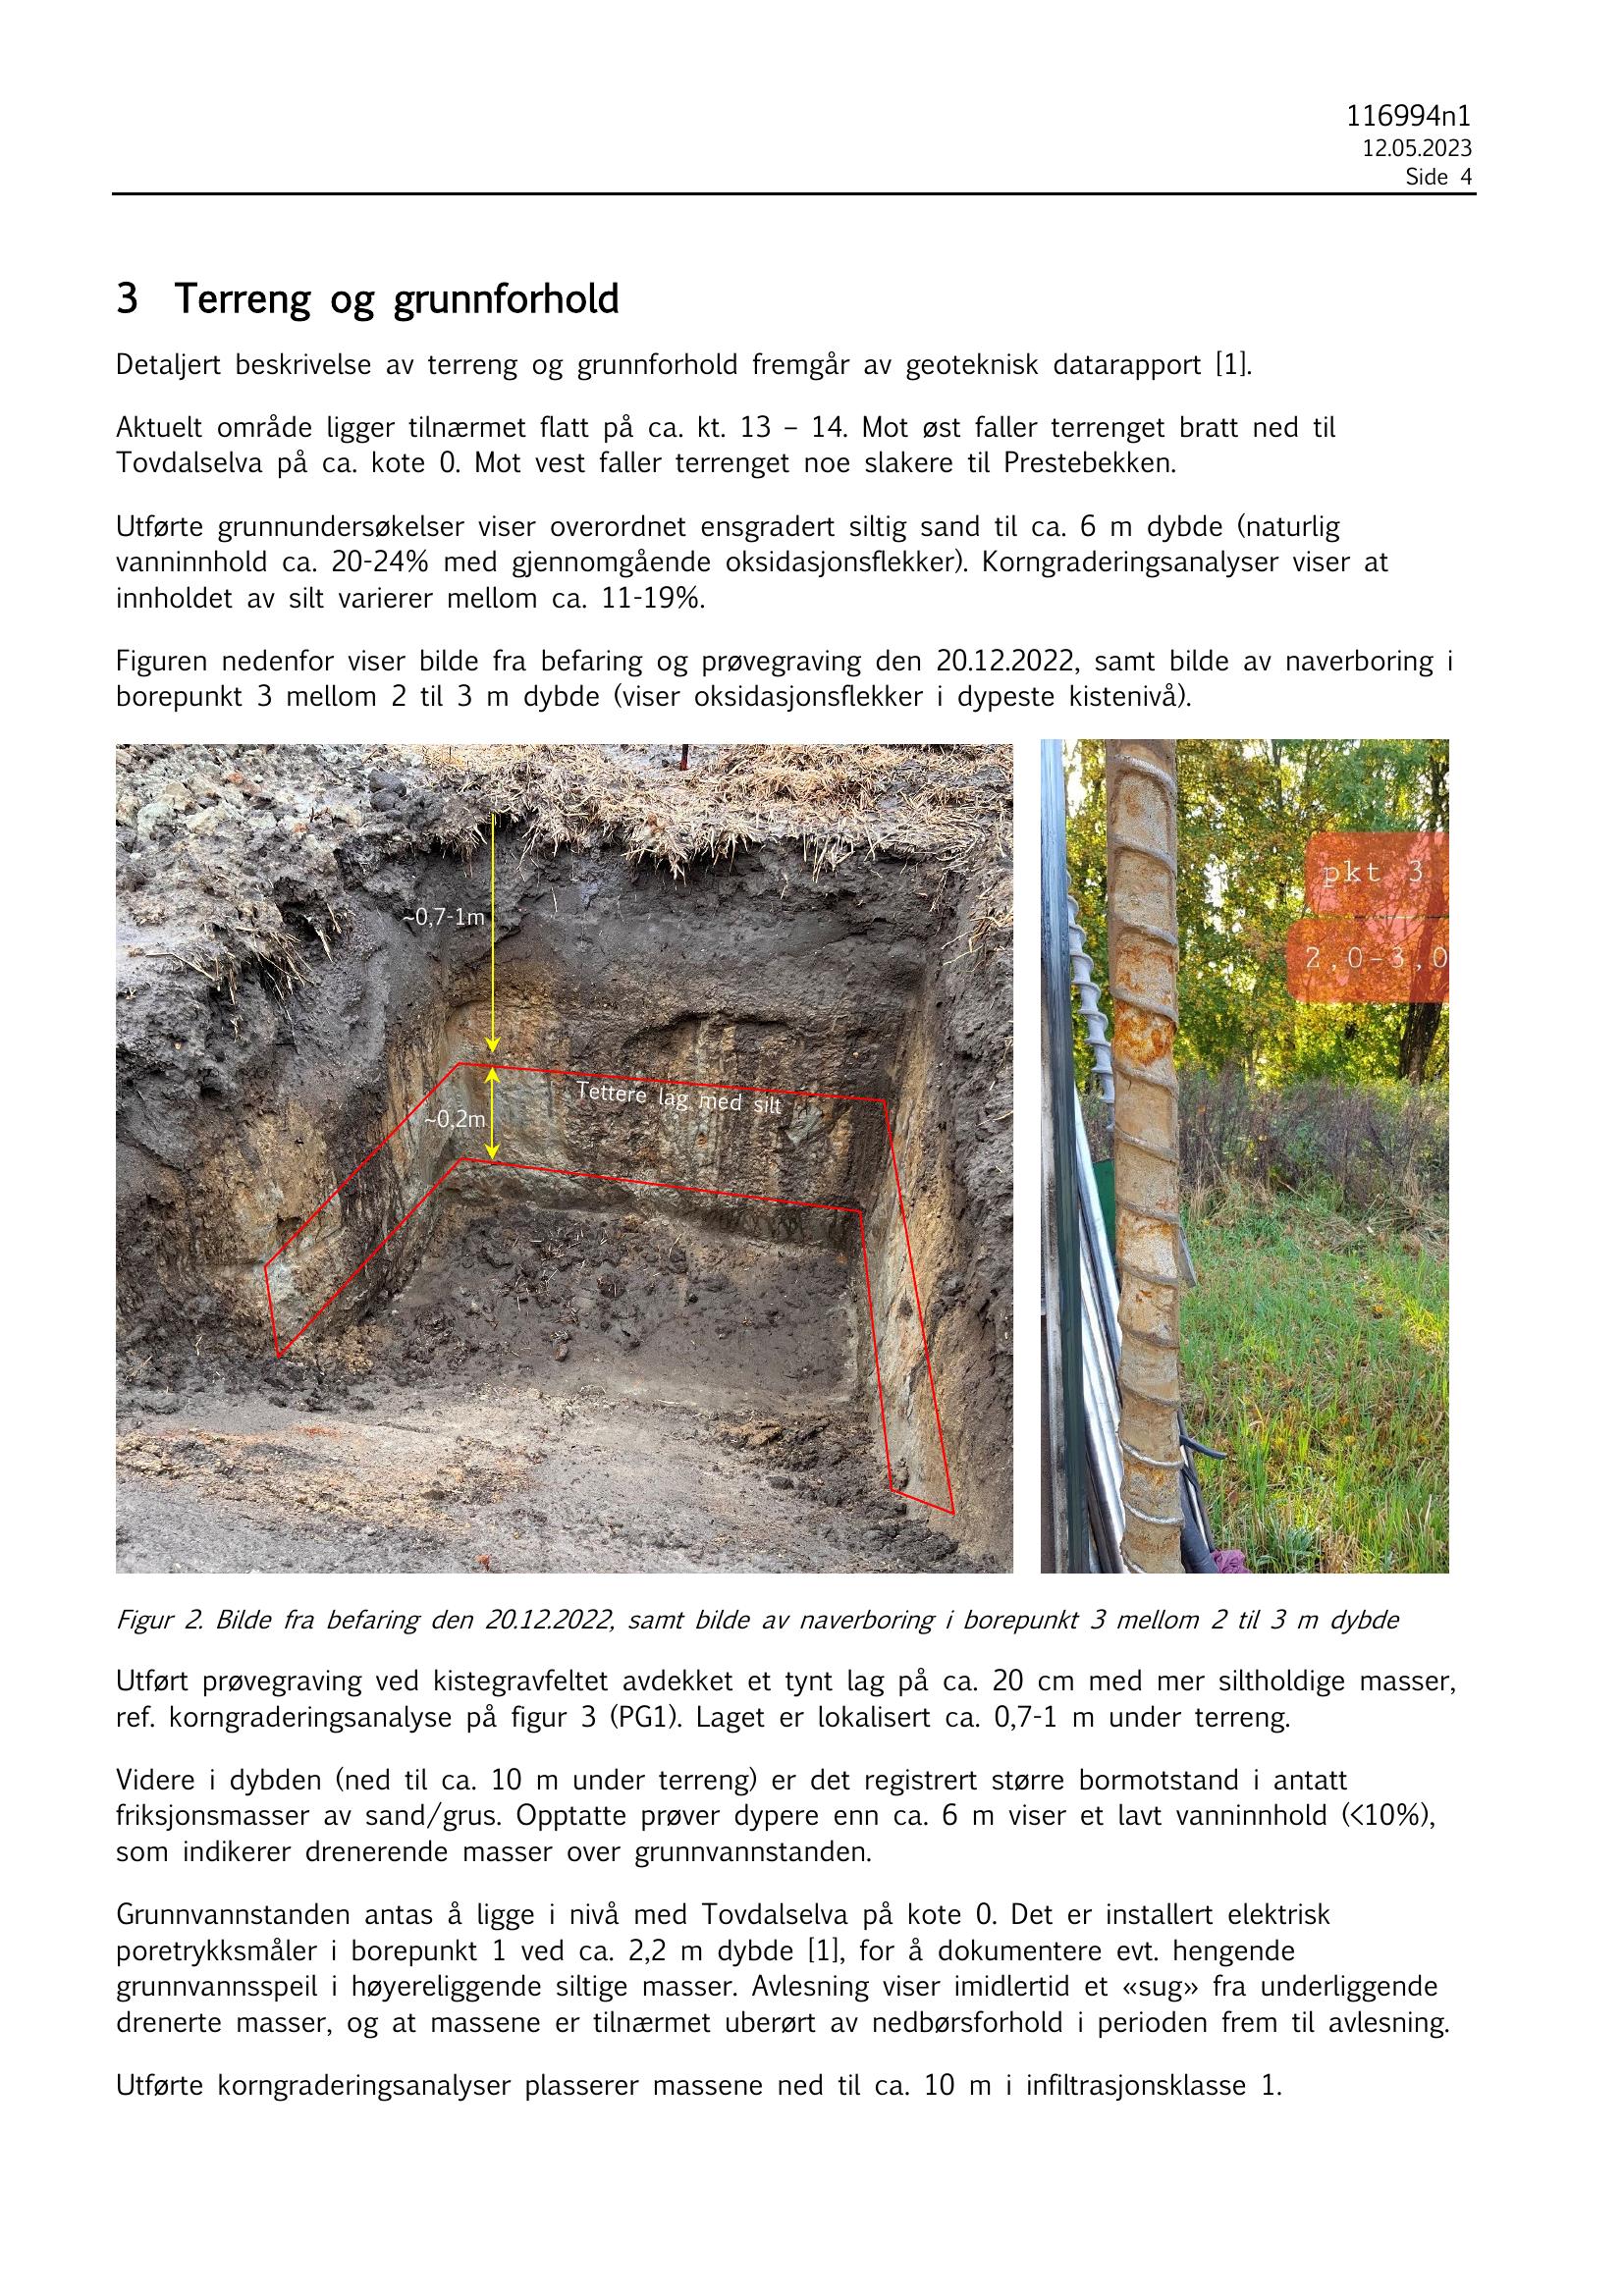 116994n1
12.05.2023
Side 4
3 Terreng og grunnforhold
Detaljert beskrivelse av terreng og grunnforhold fremgår av geoteknisk datarapport [1].
Aktuelt område ligger tilnærmet flatt på ca. kt. 13 – 14. Mot øst faller terrenget bratt ned til
Tovdalselva på ca. kote 0. Mot vest faller terrenget noe slakere til Prestebekken.
Utførte grunnundersøkelser viser overordnet ensgradert siltig sand til ca. 6 m dybde (naturlig
vanninnhold ca. 20-24% med gjennomgående oksidasjonsflekker). Korngraderingsanalyser viser at
innholdet av silt varierer mellom ca. 11-19%.
Figuren nedenfor viser bilde fra befaring og prøvegraving den 20.12.2022, samt bilde av naverboring i
borepunkt 3 mellom 2 til 3 m dybde (viser oksidasjonsflekker i dypeste kistenivå).
~0,7-1m
Tettere lag med silt
~0,2m
pkt 3
2,0-3,0
Figur 2. Bilde fra befaring den 20.12.2022, samt bilde av naverboring i borepunkt 3 mellom 2 til 3 m dybde
Utført prøvegraving ved kistegravfeltet avdekket et tynt lag på ca. 20 cm med mer siltholdige masser,
ref. korngraderingsanalyse på figur 3 (PG1). Laget er lokalisert ca. 0,7-1 m under terreng.
Videre i dybden (ned til ca. 10 m under terreng) er det registrert større bormotstand i antatt
friksjonsmasser av sand/grus. Opptatte prøver dypere enn ca. 6 m viser et lavt vanninnhold (<10%),
som indikerer drenerende masser over grunnvannstanden.
Grunnvannstanden antas å ligge i nivå med Tovdalselva på kote 0. Det er installert elektrisk
poretrykksmåler i borepunkt 1 ved ca. 2,2 m dybde [1], for å dokumentere evt. hengende
grunnvannsspeil i høyereliggende siltige masser. Avlesning viser imidlertid et «sug» fra underliggende
drenerte masser, og at massene er tilnærmet uberørt av nedbørsforhold i perioden frem til avlesning.
Utførte korngraderingsanalyser plasserer massene ned til ca. 10 m i infiltrasjonsklasse 1.